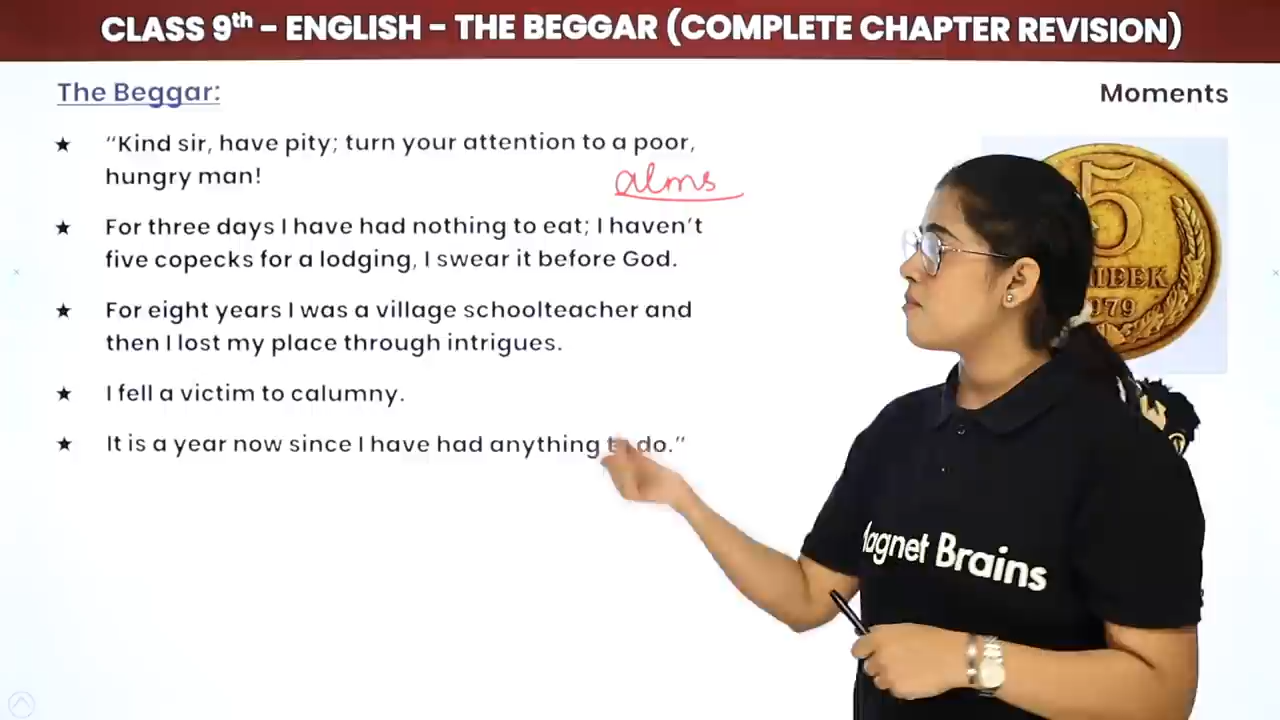 CLASS 9th - ENGLISH - THE BEGGAR (COMPLETE CHAPTER REVISION)
The Beggar:
Moments
★ "Kind sir, have pity; turn your attention to a poor,
hungry man!
alms
★ For three days I have had nothing to eat; I haven't
five copecks for a lodging, I swear it before God.
★ For eight years I was a village schoolteacher and
then I lost my place through intrigues.
★ I fell a victim to calumny.
★ It is a year now since I have had anything to do."
5
1979
Magnet Brains